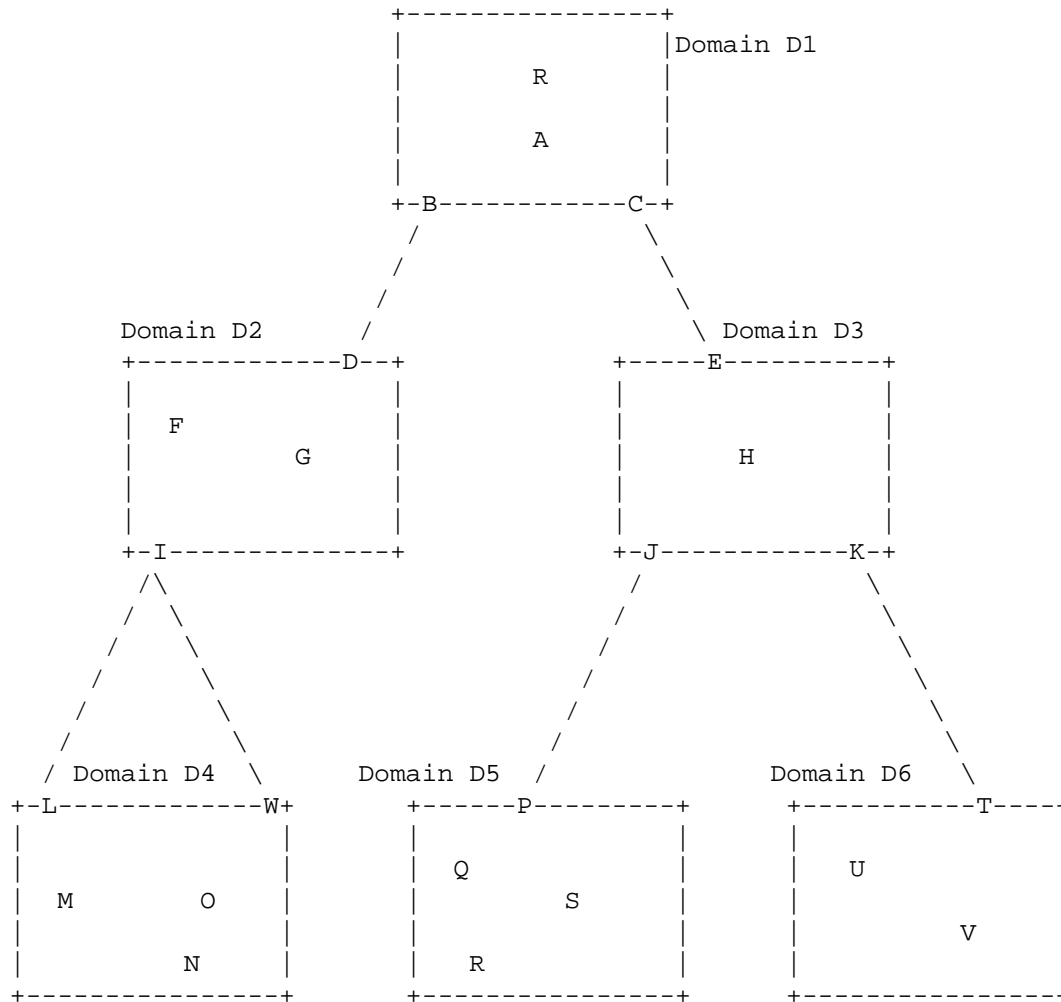 Domain D1
R
A
B C
Domain D2 Domain D3
D E
F
G H
I J K
Domain D4 Domain D5 Domain D6
L W P T
Q U
M O S
V
N R